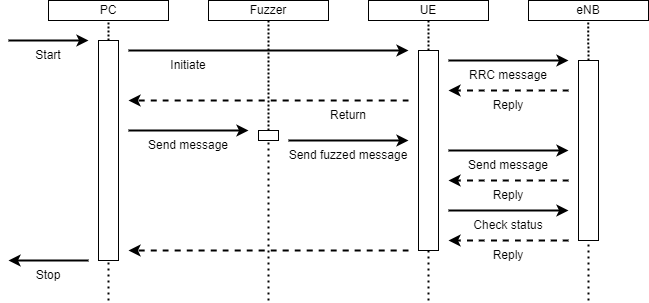 PC
Fuzzer
UE
eNB
Start
Initiate
RRC message
Reply
Return
Send message
Send fuzzed message
Send message
Reply
Check status
Reply
Stop